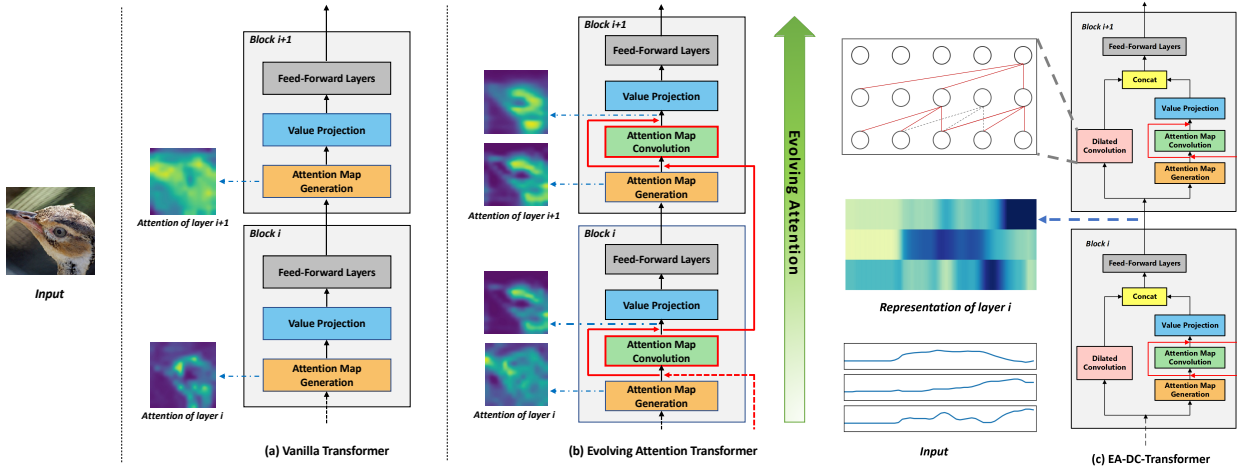 Input
Block i+1
Feed-Forward Layers
Value Projection
Attention Map
Generation
Attention of layer i+1
Block i
Feed-Forward Layers
Value Projection
Attention Map
Generation
Attention of layer i
(a) Vanilla Transformer
Block i+1
Feed-Forward Layers
Value Projection
Attention Map
Convolution
Attention Map
Generation
Attention of layer i+1
Block i
Feed-Forward Layers
Value Projection
Attention Map
Convolution
Attention Map
Generation
Attention of layer i
(b) Evolving Attention Transformer
Evolving Attention
Representation of layer i
Input
Block i+1
Feed-Forward Layers
Concat
Value Projection
Dilated
Convolution
Attention Map
Convolution
Attention Map
Generation
Block i
Feed-Forward Layers
Concat
Value Projection
Dilated
Convolution
Attention Map
Convolution
Attention Map
Generation
(c) EA-DC-Transformer